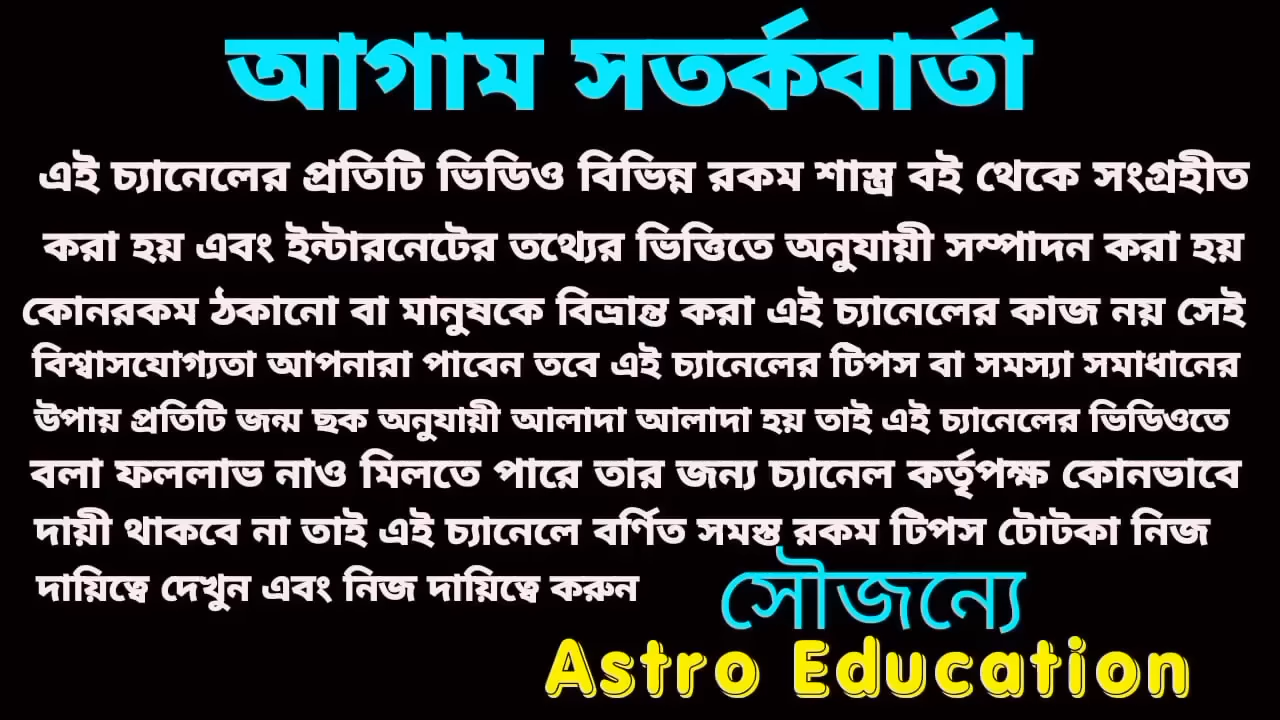 আগাম সতর্কবার্তা
এই চ্যানেলের প্রতিটি ভিডিও বিভিন্ন রকম শাস্ত্র বই থেকে সংগ্রহীত
করা হয় এবং ইন্টারনেটের তথ্যের ভিত্তিতে অনুযায়ী সম্পাদন করা হয়
কোনরকম ঠকানো বা মানুষকে বিভ্রান্ত করা এই চ্যানেলের কাজ নয় সেই
বিশ্বাসযোগ্যতা আপনারা পাবেন তবে এই চ্যানেলের টিপস বা সমস্যা সমাধানের
উপায় প্রতিটি জন্ম ছক অনুযায়ী আলাদা আলাদা হয় তাই এই চ্যানেলের ভিডিওতে
বলা ফললাভ নাও মিলতে পারে তার জন্য চ্যানেল কর্তৃপক্ষ কোনভাবে
দায়ী থাকবে না তাই এই চ্যানেলে বর্ণিত সমস্ত রকম টিপস টোটকা নিজ
দায়িত্বে দেখুন এবং নিজ দায়িত্বে করুন
সৌজন্যে
Astro Education